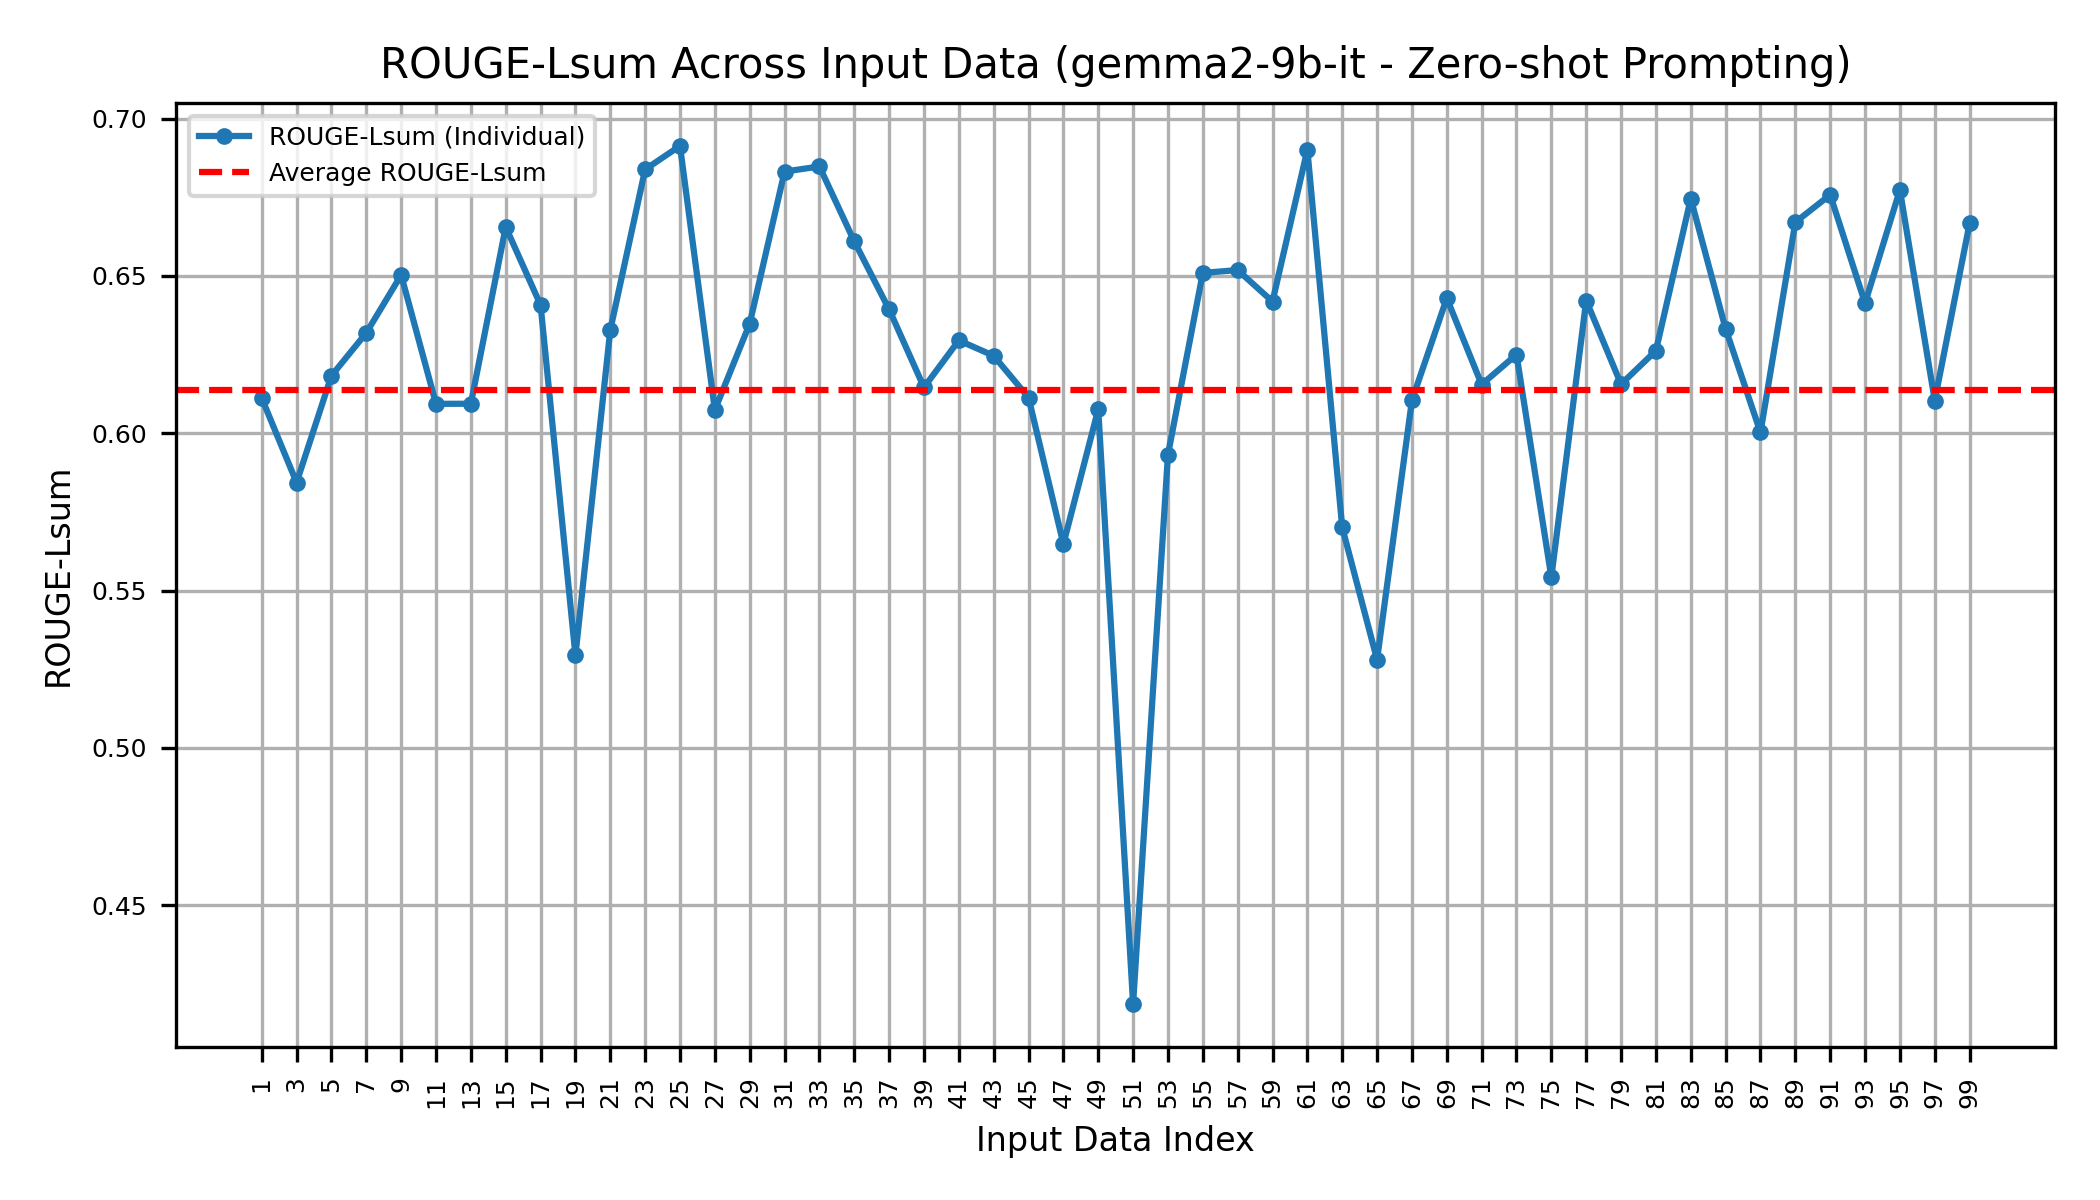 ROUGE-Lsum Across Input Data (gemma2-9b-it - Zero-shot Prompting)
ROUGE-Lsum (Individual)
Average ROUGE-Lsum
0.70
0.65
0.60
0.55
0.50
0.45
ROUGE-Lsum
1 3 5 7 9 11 13 15 17 19 21 23 25 27 29 31 33 35 37 39 41 43 45 47 49 51 53 55 57 59 61 63 65 67 69 71 73 75 77 79 81 83 85 87 89 91 93 95 97 99
Input Data Index